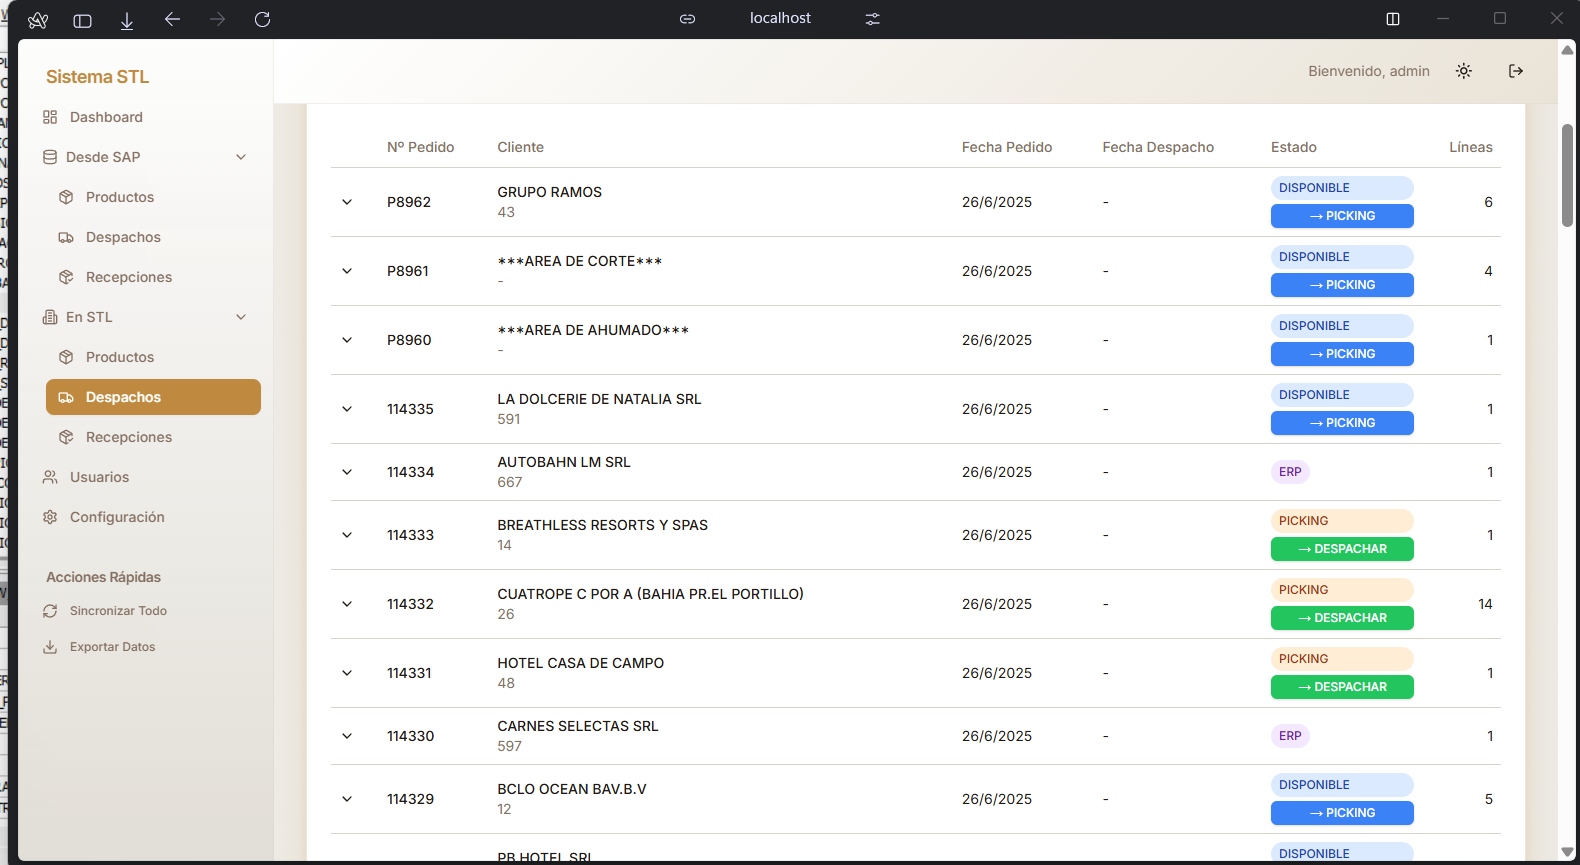 localhost
Sistema STL
Bienvenido, admin
Dashboard
Desde SAP
Productos
Despachos
Recepciones
En STL
Productos
Despachos
Recepciones
Usuarios
Configuración
Acciones Rápidas
Sincronizar Todo
Exportar Datos
Nº Pedido Cliente Fecha Pedido Fecha Despacho Estado Líneas
P8962 GRUPO RAMOS 26/6/2025 - DISPONIBLE 6
43 → PICKING
P8961 ***AREA DE CORTE*** 26/6/2025 - DISPONIBLE 4
- → PICKING
P8960 ***AREA DE AHUMADO*** 26/6/2025 - DISPONIBLE 1
- → PICKING
114335 LA DOLCERIE DE NATALIA SRL 26/6/2025 - DISPONIBLE 1
591 → PICKING
114334 AUTOBAHN LM SRL 26/6/2025 - ERP 1
667
114333 BREATHLESS RESORTS Y SPAS 26/6/2025 - PICKING 1
14 → DESPACHAR
114332 CUATROPE C POR A (BAHIA PR.EL PORTILLO) 26/6/2025 - PICKING 14
26 → DESPACHAR
114331 HOTEL CASA DE CAMPO 26/6/2025 - PICKING 1
48 → DESPACHAR
114330 CARNES SELECTAS SRL 26/6/2025 - ERP 1
597
114329 BCLO OCEAN BAV.B.V 26/6/2025 - DISPONIBLE 5
12 → PICKING
PB HOTEL SRL DISPONIBLE